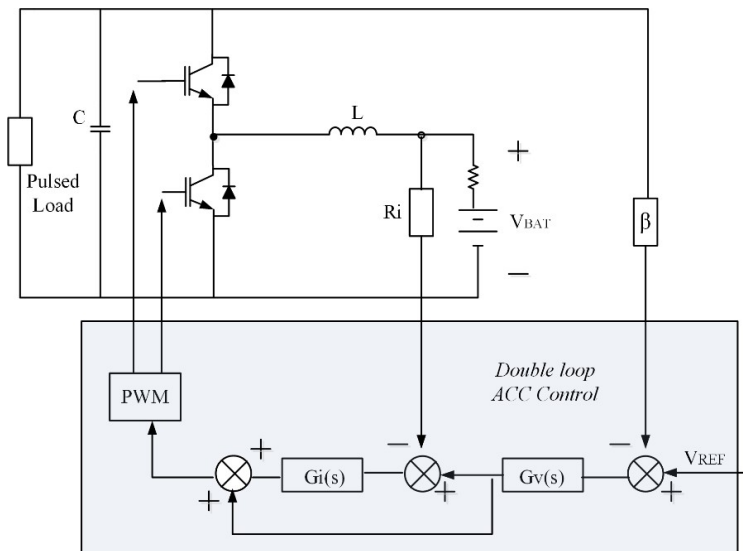 C
L
+
Pulsed
Load
Ri
VBAT
β
−
Double loop
ACC Control
PWM
−
−
VREF
+
+
Gi(s)
+
Gv(s)
+